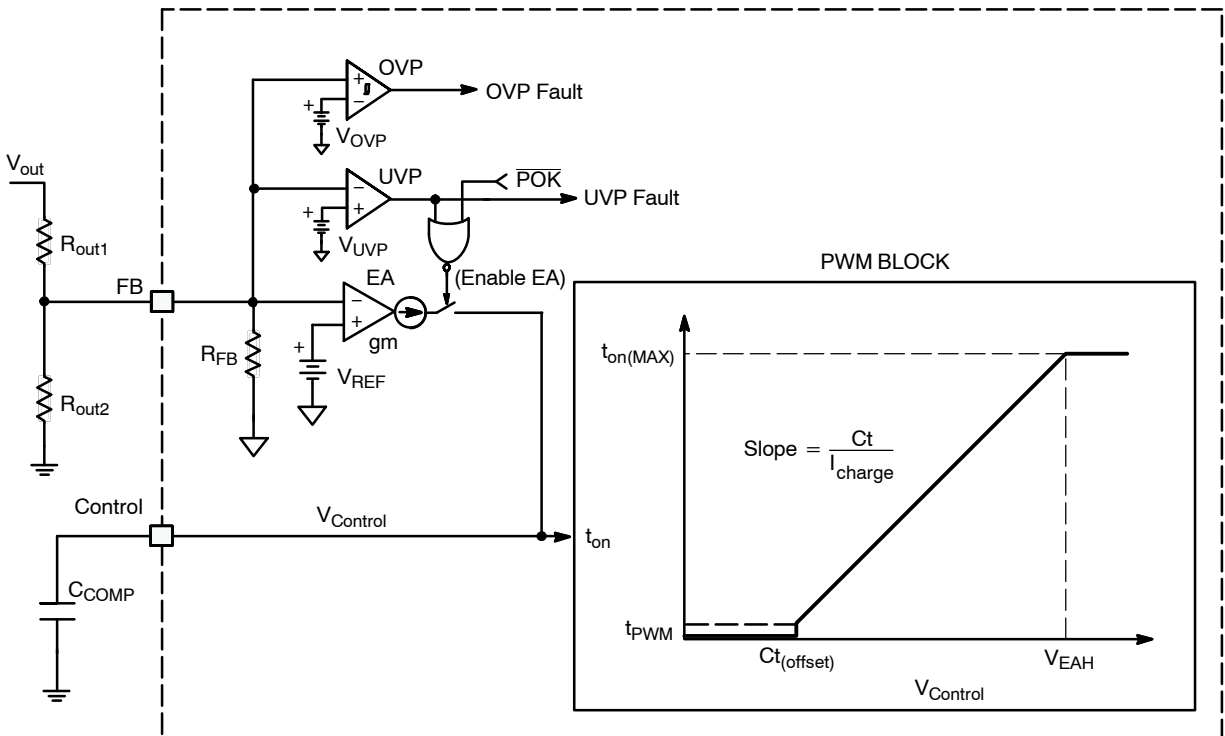 OVP
+
−
OVP Fault
+
V_OVP
V_out
UVP
−
+
POK
UVP Fault
+
V_UVP
R_out1
FB
EA
(Enable EA)
PWM BLOCK
−
+
gm
R_FB
+
V_REF
t_on(MAX)
R_out2
Slope = Ct / I_charge
Control
V_Control
t_on
C_COMP
t_PWM
Ct_(offset)
V_EAH
V_Control